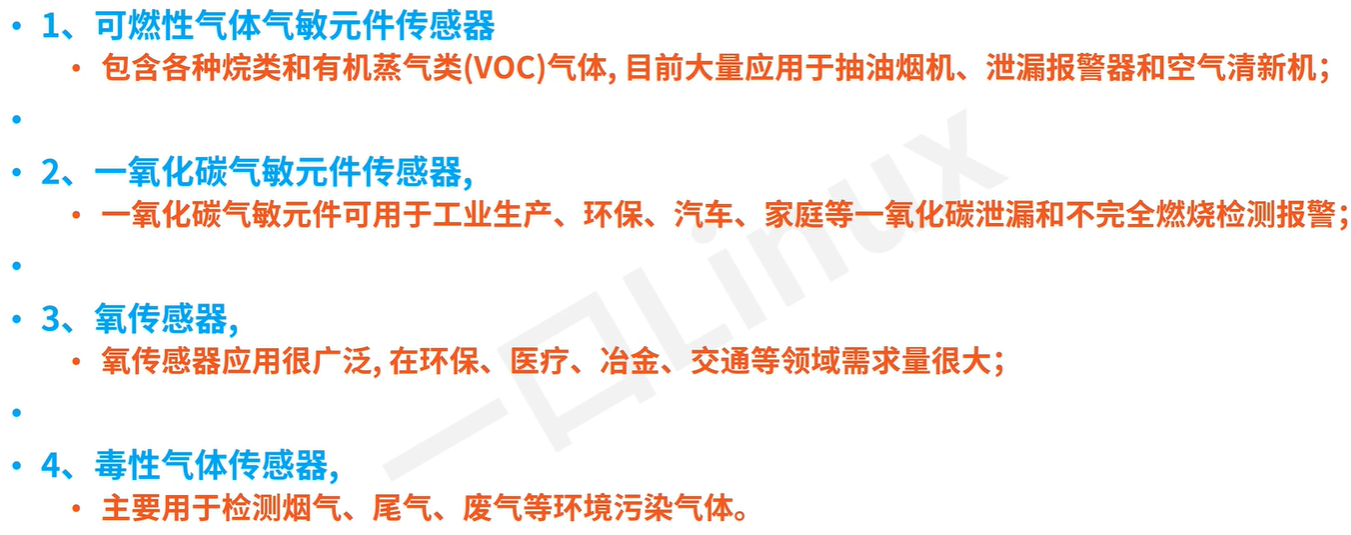 • 1、可燃性气体气敏元件传感器
• 包含各种烷类和有机蒸气类(VOC)气体, 目前大量应用于抽油烟机、泄漏报警器和空气清新机;
•
• 2、一氧化碳气敏元件传感器,
• 一氧化碳气敏元件可用于工业生产、环保、汽车、家庭等一氧化碳泄漏和不完全燃烧检测报警;
•
• 3、氧传感器,
• 氧传感器应用很广泛, 在环保、医疗、冶金、交通等领域需求量很大;
•
• 4、毒性气体传感器,
• 主要用于检测烟气、尾气、废气等环境污染气体。
一口Linux